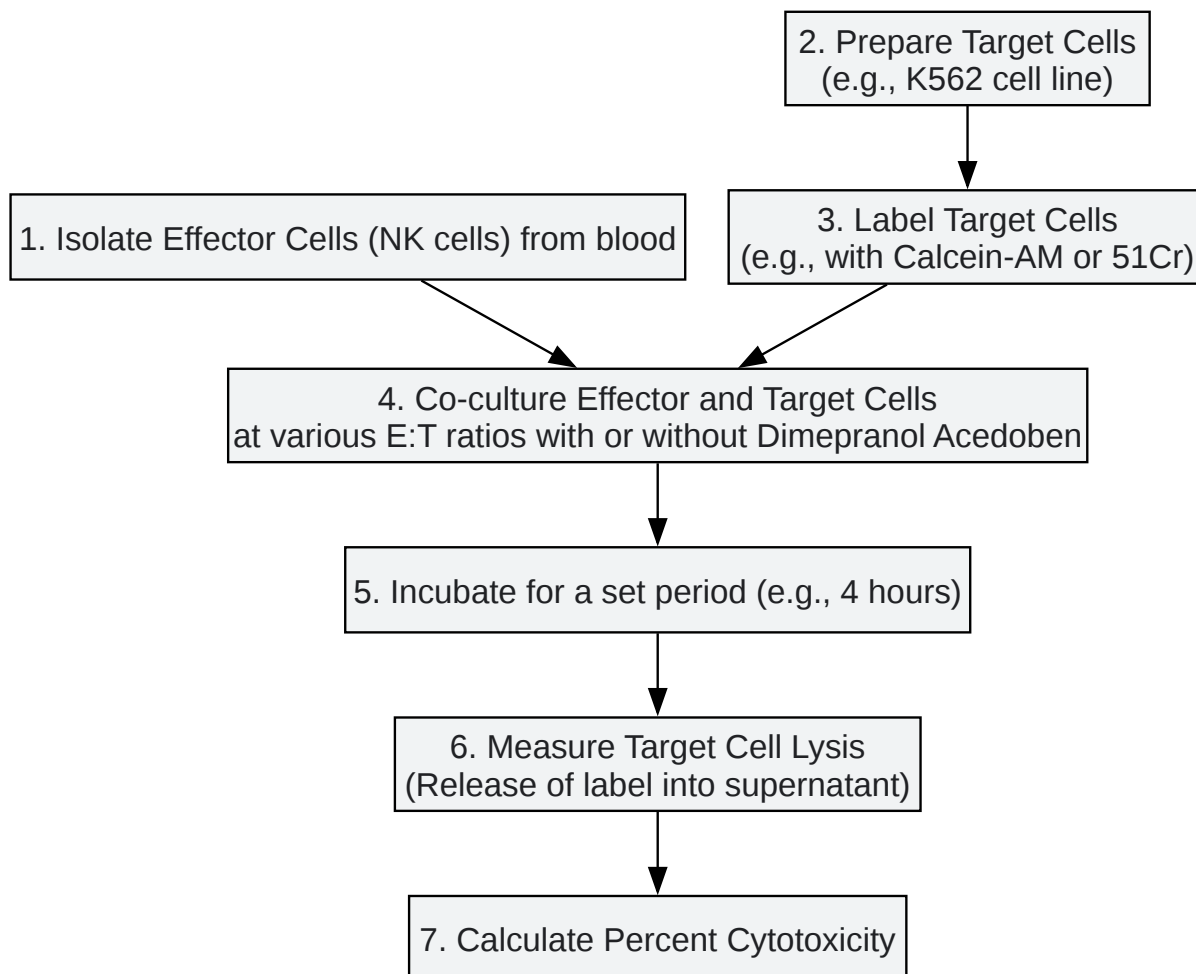 2. Prepare Target Cells
(e.g., K562 cell line)
1. Isolate Effector Cells (NK cells) from blood
3. Label Target Cells
(e.g., with Calcein-AM or 51Cr)
4. Co-culture Effector and Target Cells
at various E:T ratios with or without Dimepranol Acedoben
5. Incubate for a set period (e.g., 4 hours)
6. Measure Target Cell Lysis
(Release of label into supernatant)
7. Calculate Percent Cytotoxicity